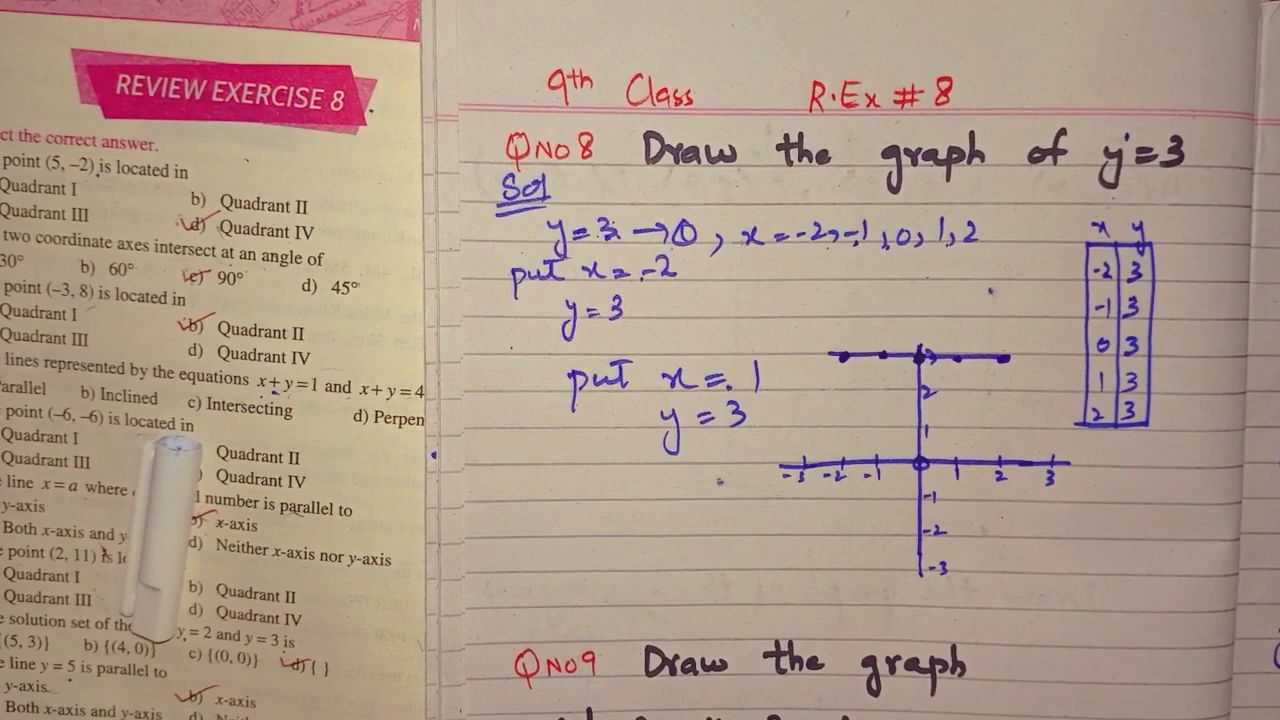 REVIEW EXERCISE 8
ct the correct answer.
point (5, –2) is located in
Quadrant I
b) Quadrant II
Quadrant III
d) Quadrant IV
two coordinate axes intersect at an angle of
30°
b) 60°
c) 90°
d) 45°
point (–3, 8) is located in
Quadrant I
b) Quadrant II
Quadrant III
d) Quadrant IV
lines represented by the equations x+y=1 and x+y=4
arallel
b) Inclined
c) Intersecting
d) Perpen
point (–6, –6) is located in
Quadrant I
Quadrant II
Quadrant III
Quadrant IV
line x=a where
number is parallel to
y-axis
x-axis
Both x-axis and y
d) Neither x-axis nor y-axis
point (2, 11) is lo
Quadrant I
b) Quadrant II
Quadrant III
d) Quadrant IV
e solution set of the
y = 2 and y = 3 is
{(5, 3)}
b) {(4, 0)}
c) {(0, 0)}
d) { }
e line y = 5 is parallel to
y-axis
b) x-axis
Both x-axis and y-axis
d)
9th Class R.Ex # 8
QNo8 Draw the graph of y=3
Sol
y=3 → ①, x=-2,-1,0,1,2
put x=-2
y=3
put x=1
y=3
x y
-2 3
-1 3
0 3
1 3
2 3
3
2
1
-3 -2 -1 0 1 2 3
-1
-2
-3
QNo9 Draw the graph